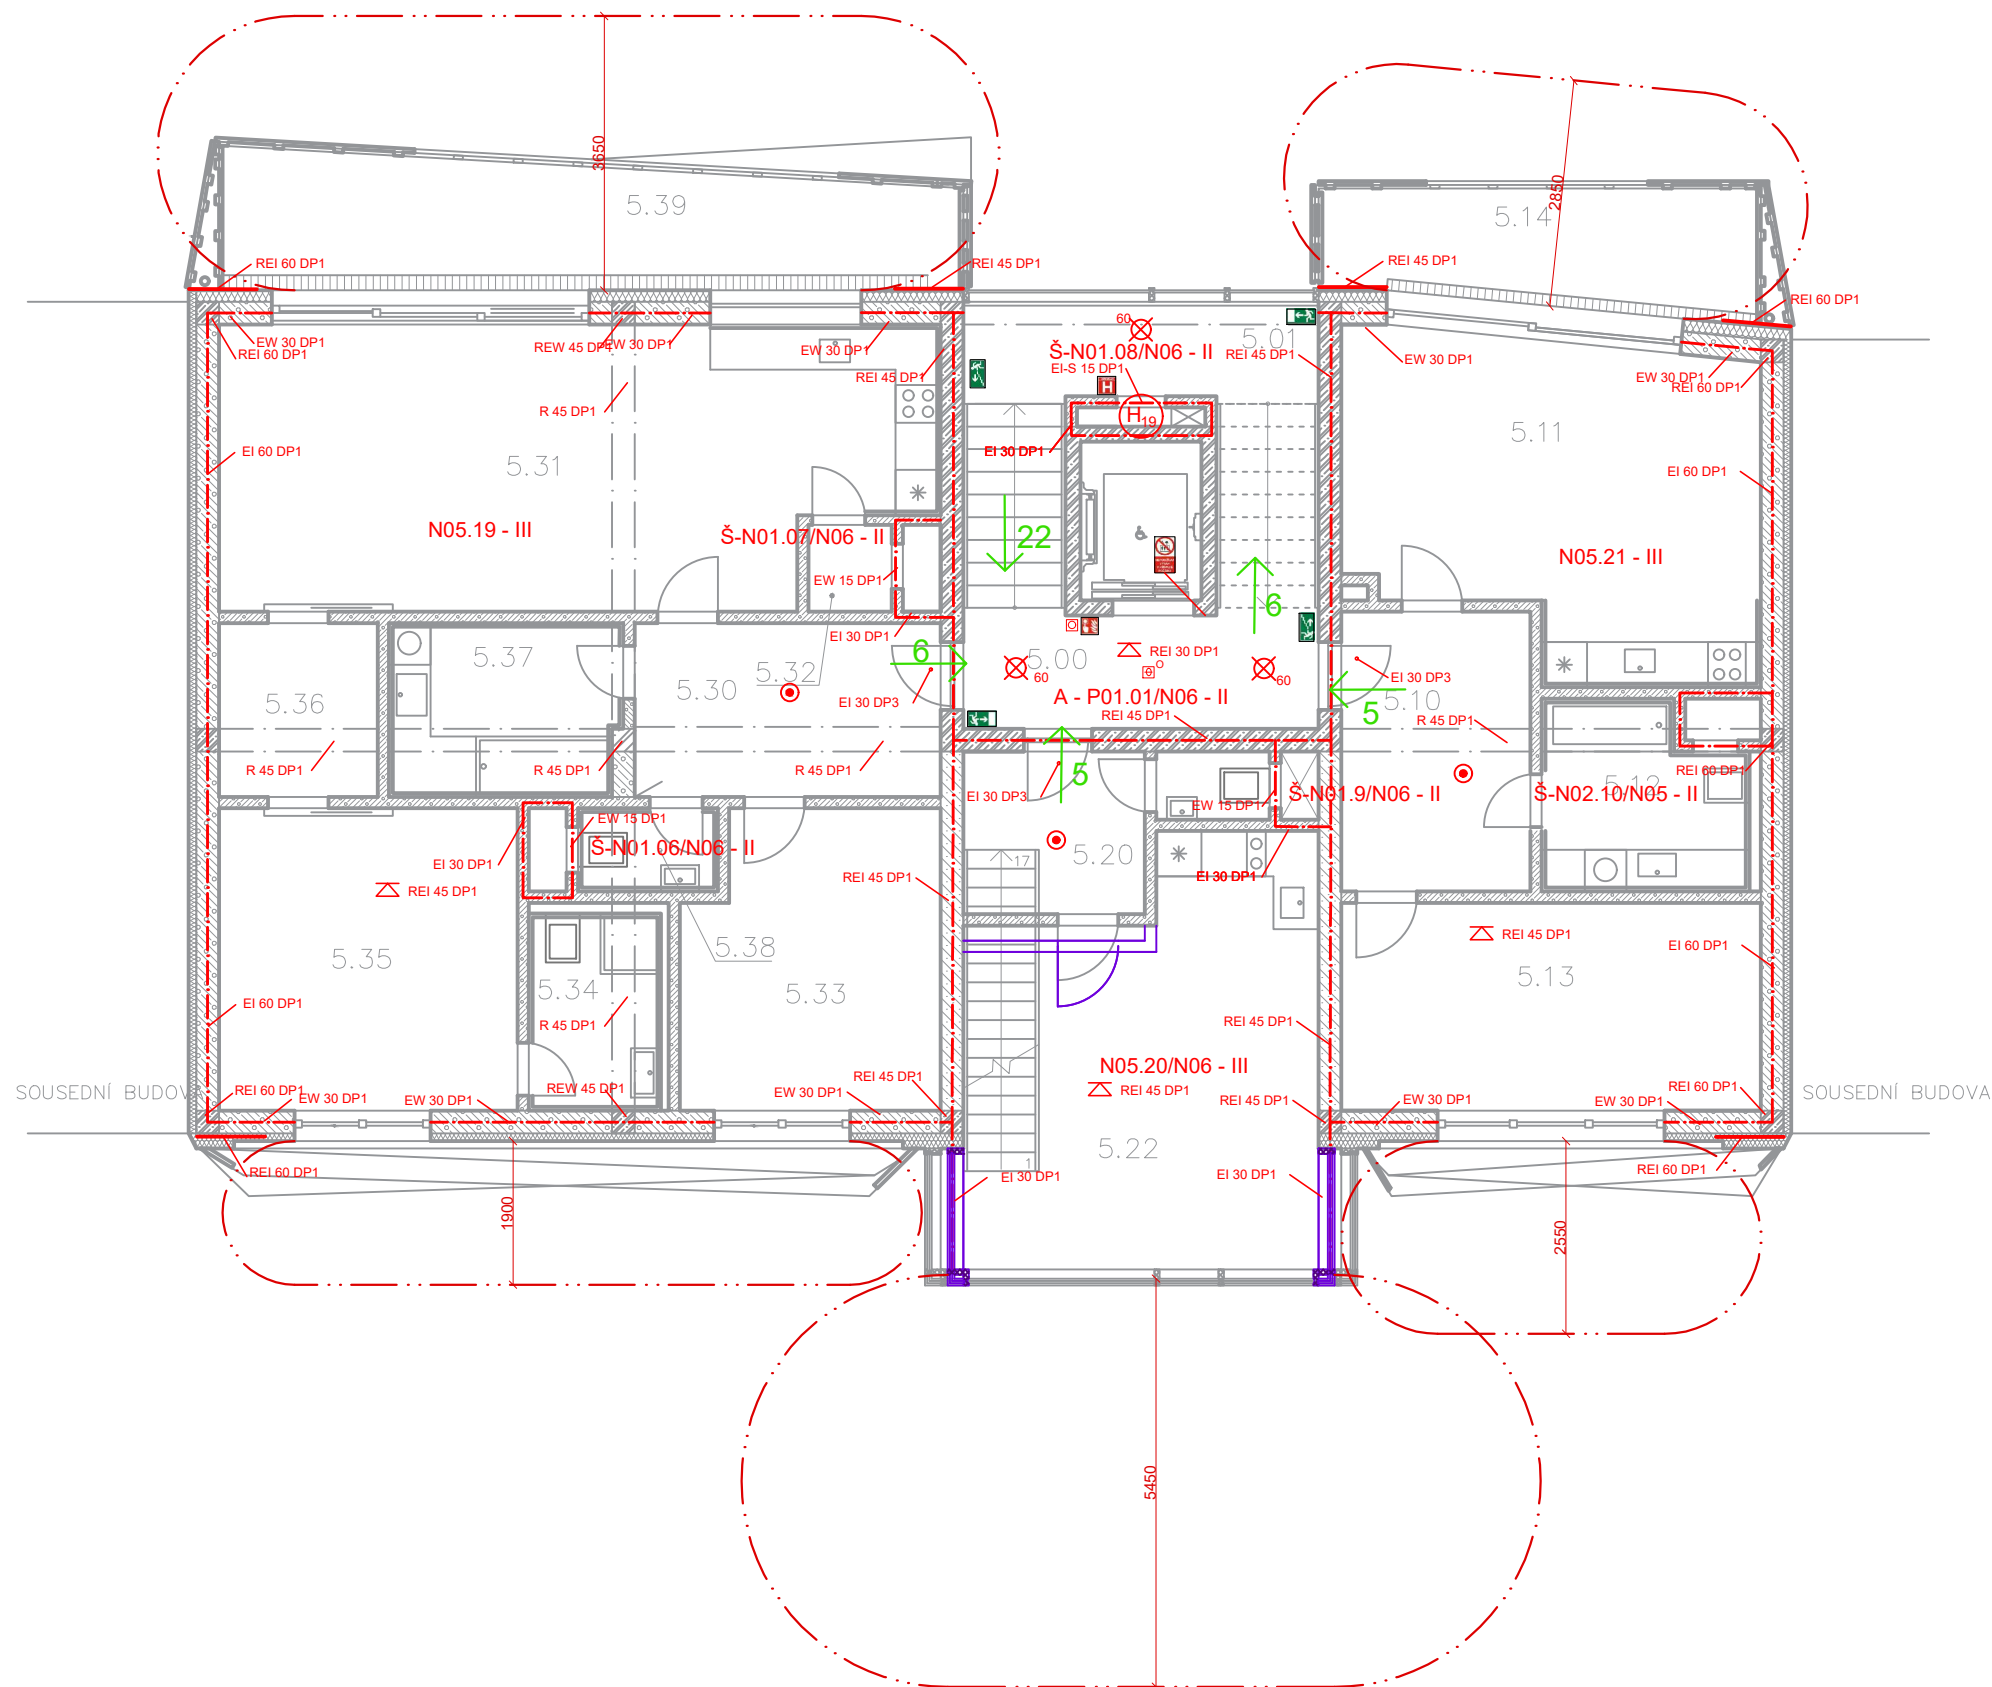 3650
2850
5.39
5.14
REI 60 DP1
REI 45 DP1
REI 45 DP1
REI 60 DP1
60
5.01
EW 30 DP1
REI 60 DP1
REW 45 DP1
EW 30 DP1
EW 30 DP1
Š-N01.08/N06 - II
REI 45 DP1
EW 30 DP1
EI-S 15 DP1
REI 45 DP1
EW 30 DP1
REI 60 DP1
H
R 45 DP1
H19
5.11
EI 60 DP1
EI 30 DP1
5.31
EI 60 DP1
N05.19 - III
Š-N01.07/N06 - II
22
N05.21 - III
EW 15 DP1
6
EI 30 DP1
6
REI 30 DP1
5.37
5.00
5.32
60
60
EI 30 DP3
5.36
5.30
EI 30 DP3
A - P01.01/N06 - II
5.10
5
REI 45 DP1
R 45 DP1
R 45 DP1
R 45 DP1
R 45 DP1
5
REI 60 DP1
5.12
EI 30 DP3
Š-N01.9/N06 - II
Š-N02.10/N05 - II
EW 15 DP1
EW 15 DP1
Š-N01.06/N06 - II
5.20
17
EI 30 DP1
REI 45 DP1
EI 30 DP1
REI 45 DP1
REI 45 DP1
5.38
EI 60 DP1
5.35
5.34
5.33
5.13
EI 60 DP1
R 45 DP1
REI 45 DP1
N05.20/N06 - III
REI 45 DP1
SOUSEDNÍ BUDOVA
REI 60 DP1
EW 30 DP1
EW 30 DP1
REW 45 DP1
EW 30 DP1
REI 45 DP1
REI 45 DP1
EW 30 DP1
EW 30 DP1
REI 60 DP1
SOUSEDNÍ BUDOVA
5.22
1
REI 60 DP1
EI 30 DP1
EI 30 DP1
REI 60 DP1
1900
2550
5450